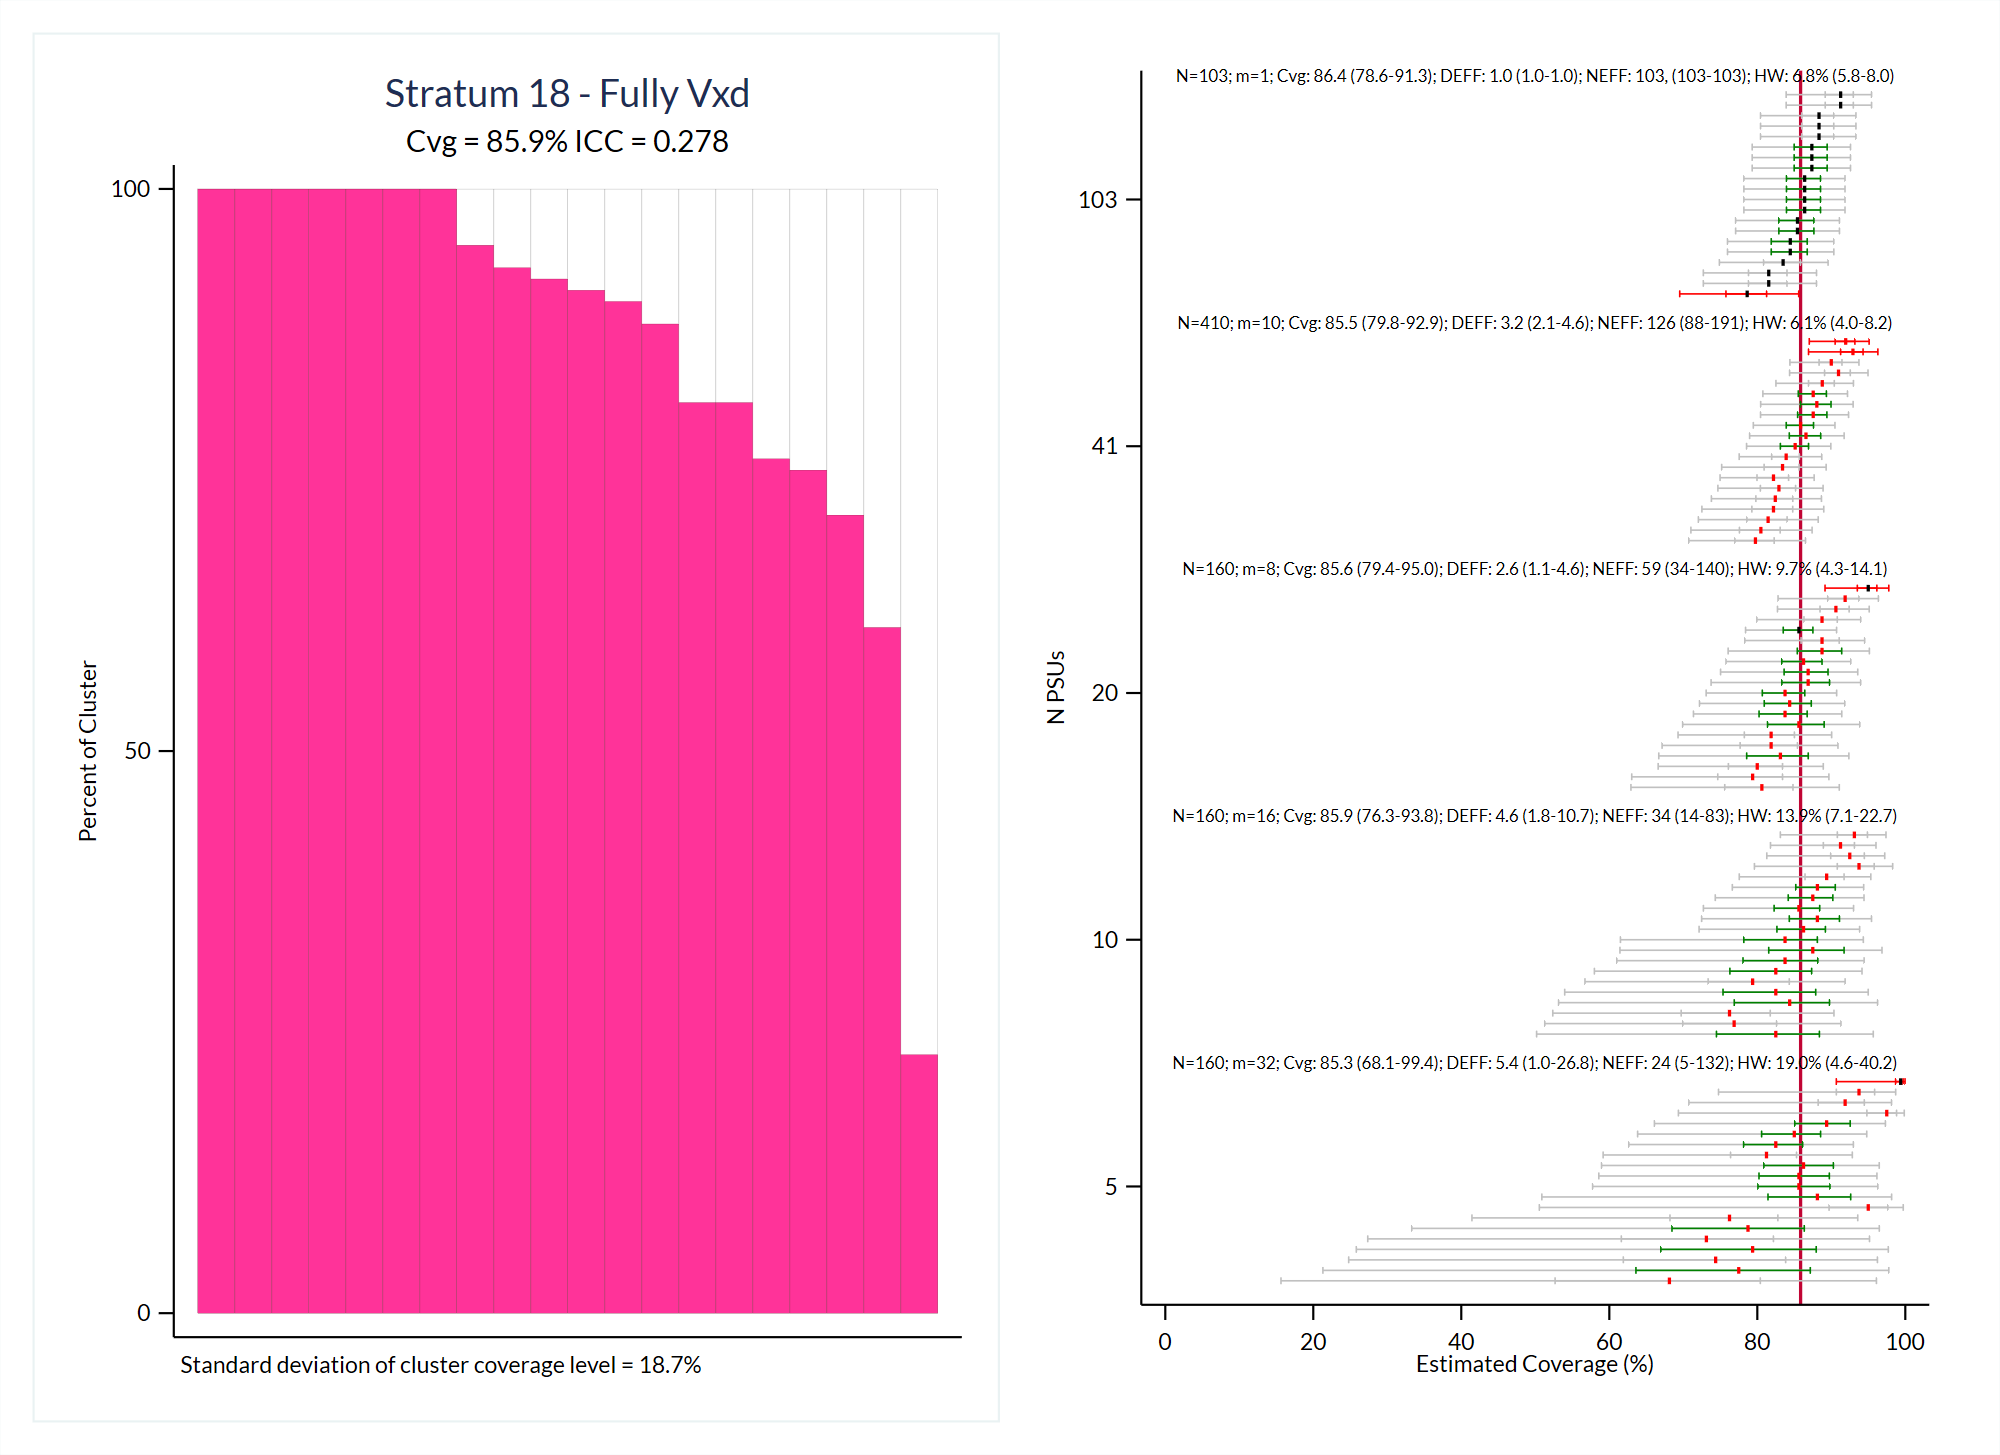 Stratum 18 - Fully Vxd
Cvg = 85.9% ICC = 0.278
Percent of Cluster
100
50
0
Standard deviation of cluster coverage level = 18.7%
N PSUs
N=103; m=1; Cvg: 86.4 (78.6-91.3); DEFF: 1.0 (1.0-1.0); NEFF: 103, (103-103); HW: 6.8% (5.8-8.0)
103
N=410; m=10; Cvg: 85.5 (79.8-92.9); DEFF: 3.2 (2.1-4.6); NEFF: 126 (88-191); HW: 6.1% (4.0-8.2)
41
N=160; m=8; Cvg: 85.6 (79.4-95.0); DEFF: 2.6 (1.1-4.6); NEFF: 59 (34-140); HW: 9.7% (4.3-14.1)
20
N=160; m=16; Cvg: 85.9 (76.3-93.8); DEFF: 4.6 (1.8-10.7); NEFF: 34 (14-83); HW: 13.9% (7.1-22.7)
10
N=160; m=32; Cvg: 85.3 (68.1-99.4); DEFF: 5.4 (1.0-26.8); NEFF: 24 (5-132); HW: 19.0% (4.6-40.2)
5
0 20 40 60 80 100
Estimated Coverage (%)